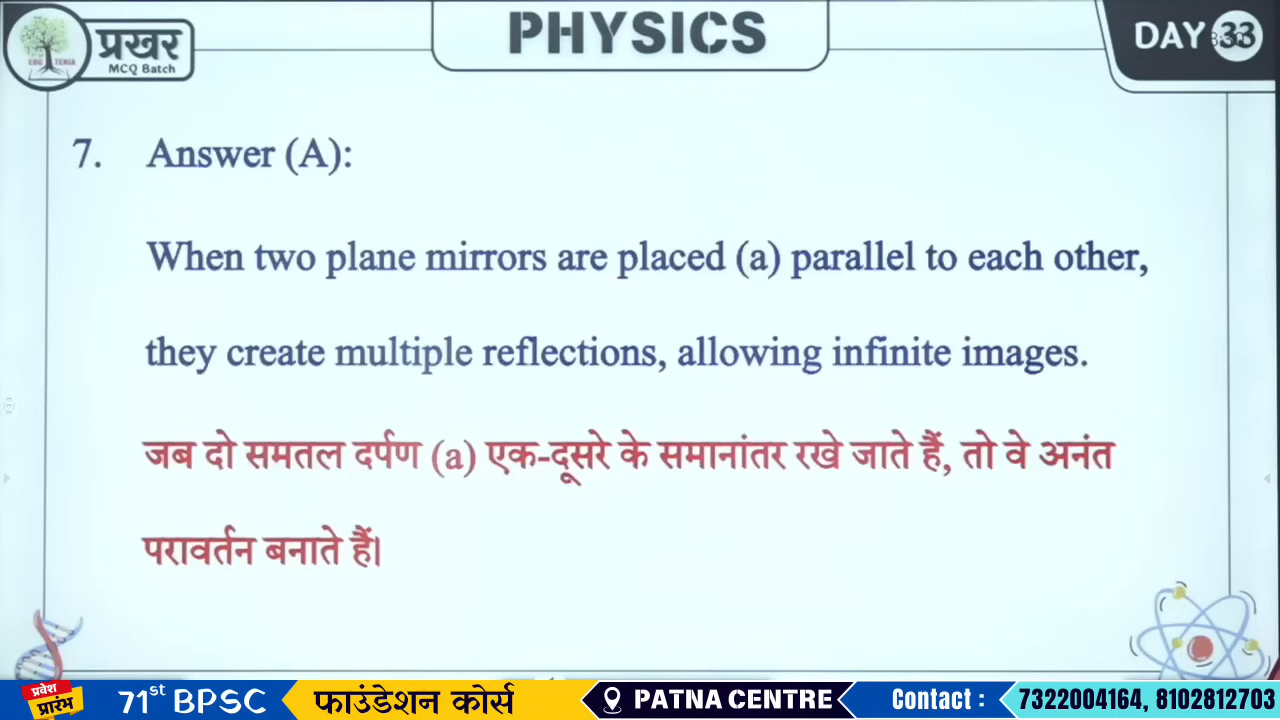 प्रखर
EDU TERIA
MCQ Batch
PHYSICS
DAY 33
7. Answer (A):
When two plane mirrors are placed (a) parallel to each other,
they create multiple reflections, allowing infinite images.
जब दो समतल दर्पण (a) एक-दूसरे के समानांतर रखे जाते हैं, तो वे अनंत
परावर्तन बनाते हैं।
प्रवेश
प्रारंभ
71st BPSC फाउंडेशन कोर्स PATNA CENTRE Contact : 7322004164, 8102812703